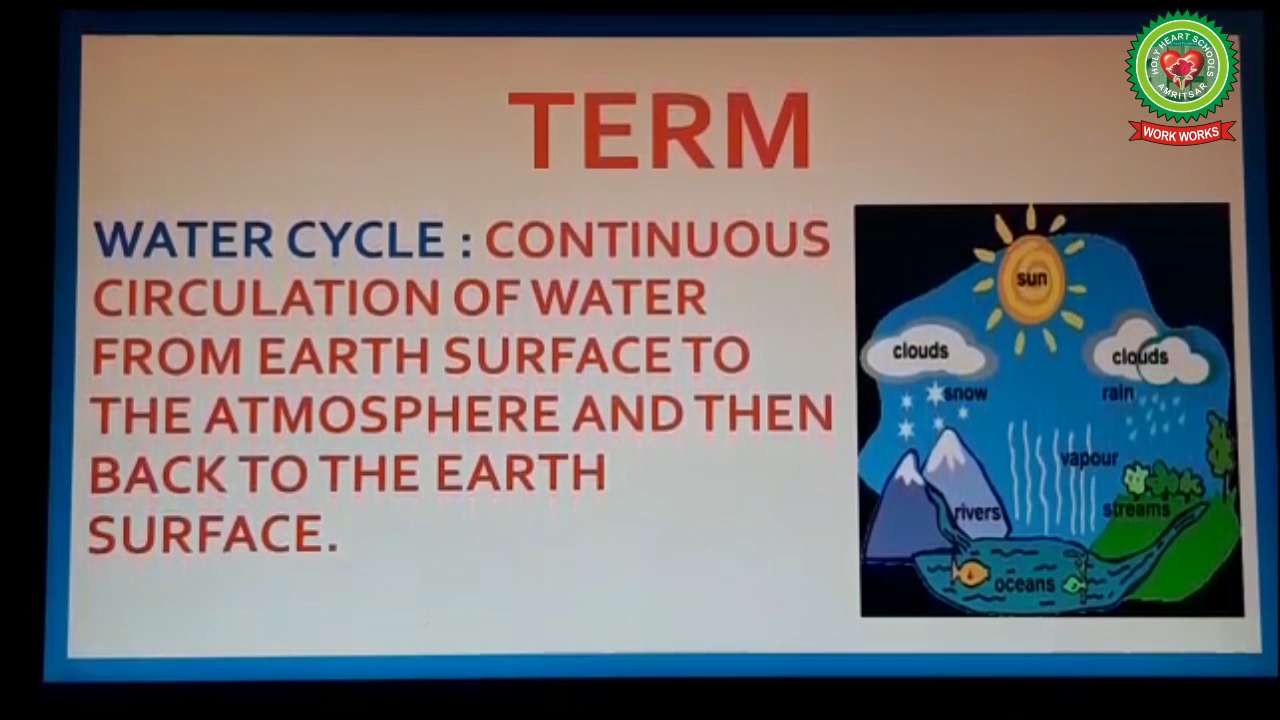 HOLY HEART SCHOOLS
AMRITSAR
WORK WORKS
TERM
WATER CYCLE : CONTINUOUS
CIRCULATION OF WATER
FROM EARTH SURFACE TO
THE ATMOSPHERE AND THEN
BACK TO THE EARTH
SURFACE.
sun
clouds
clouds
snow
rain
vapour
rivers
streams
oceans